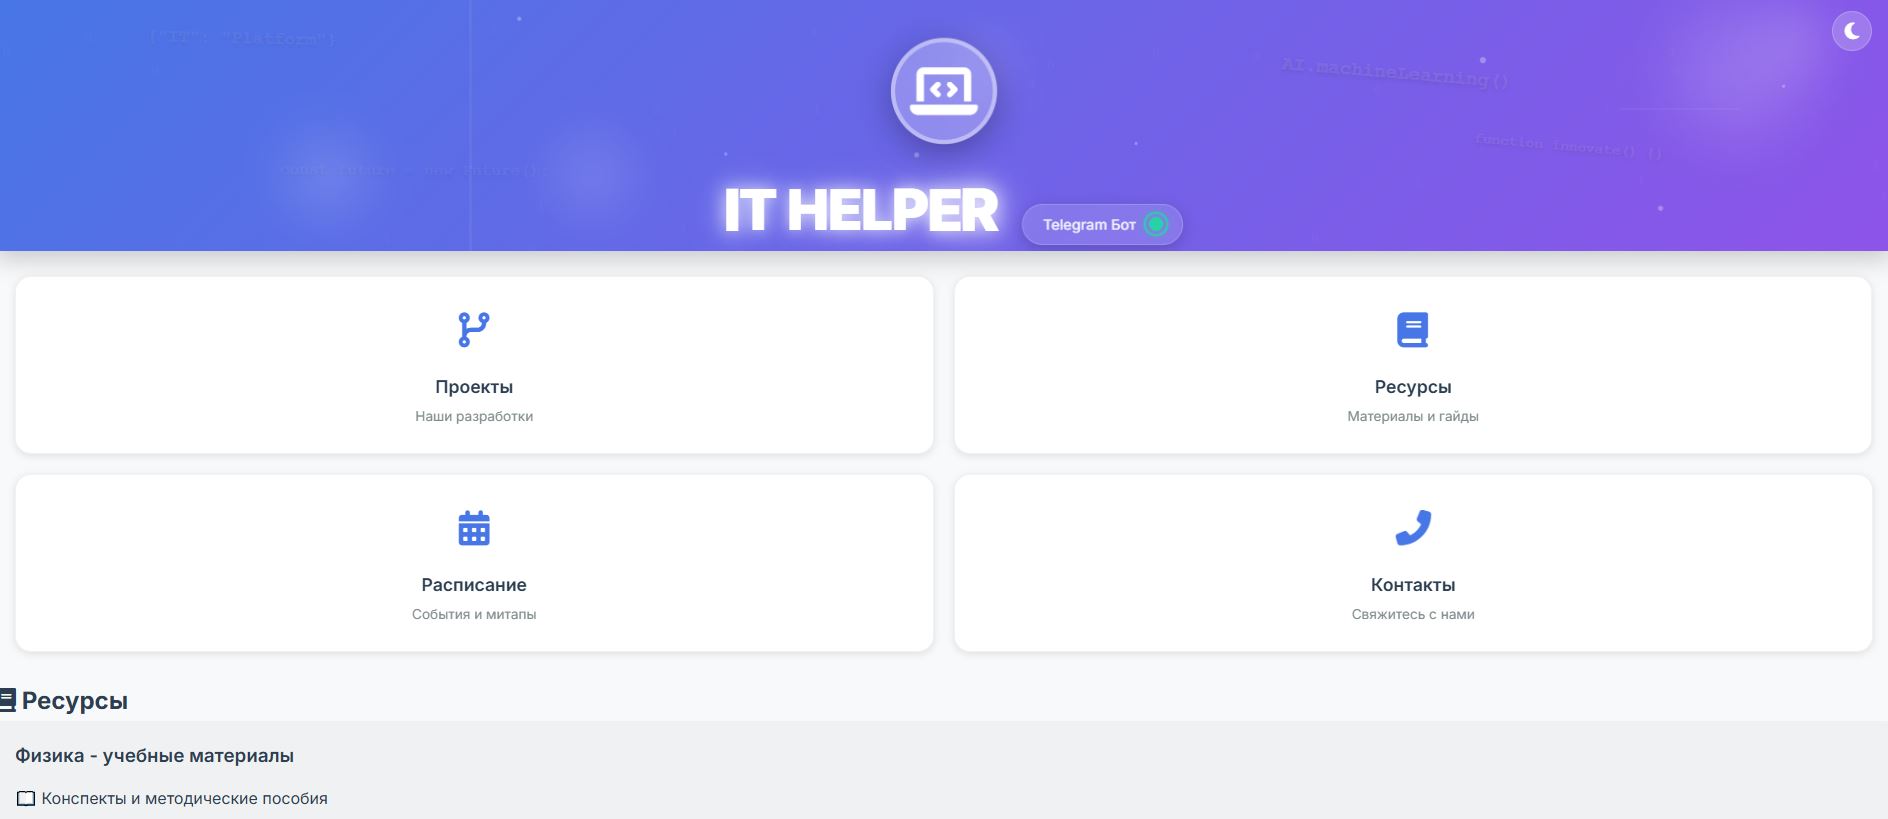 {"IT": "Platform"}
AI.machineLearning()
function innovate() {}
const future = new Future();
IT HELPER
Telegram Бот
Проекты
Наши разработки
Ресурсы
Материалы и гайды
Расписание
События и митапы
Контакты
Свяжитесь с нами
Ресурсы
Физика - учебные материалы
Конспекты и методические пособия